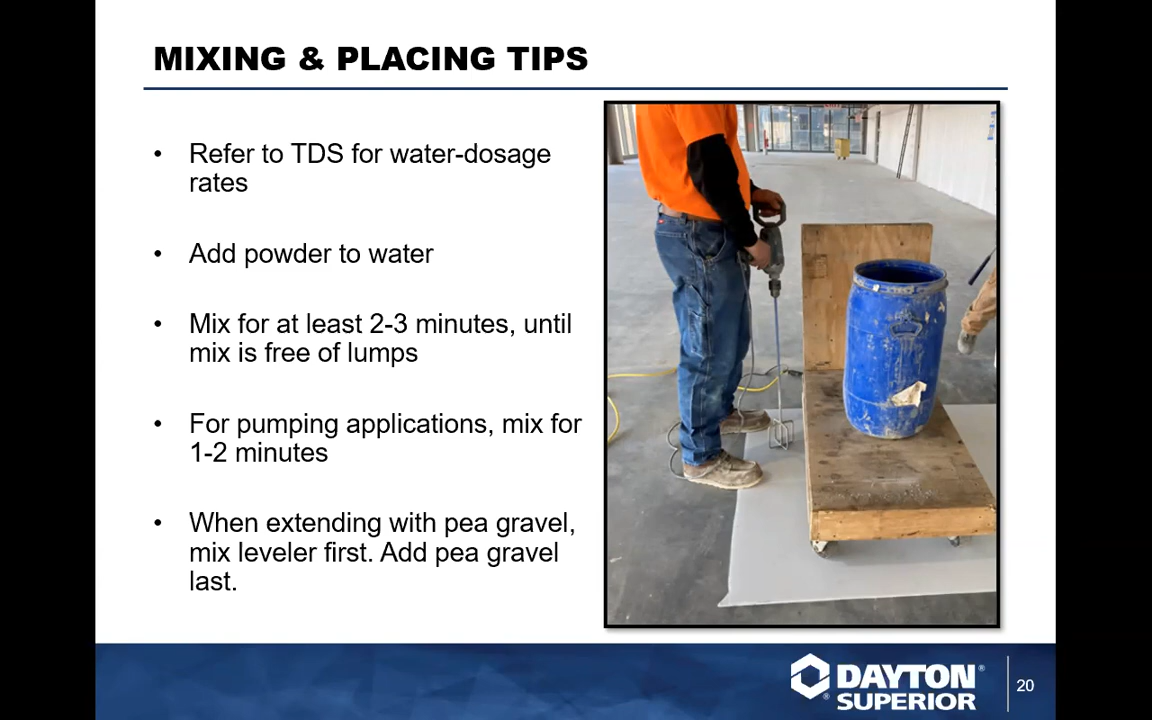 MIXING & PLACING TIPS
• Refer to TDS for water-dosage
rates
• Add powder to water
• Mix for at least 2-3 minutes, until
mix is free of lumps
• For pumping applications, mix for
1-2 minutes
• When extending with pea gravel,
mix leveler first. Add pea gravel
last.
DAYTON®
®SUPERIOR
20